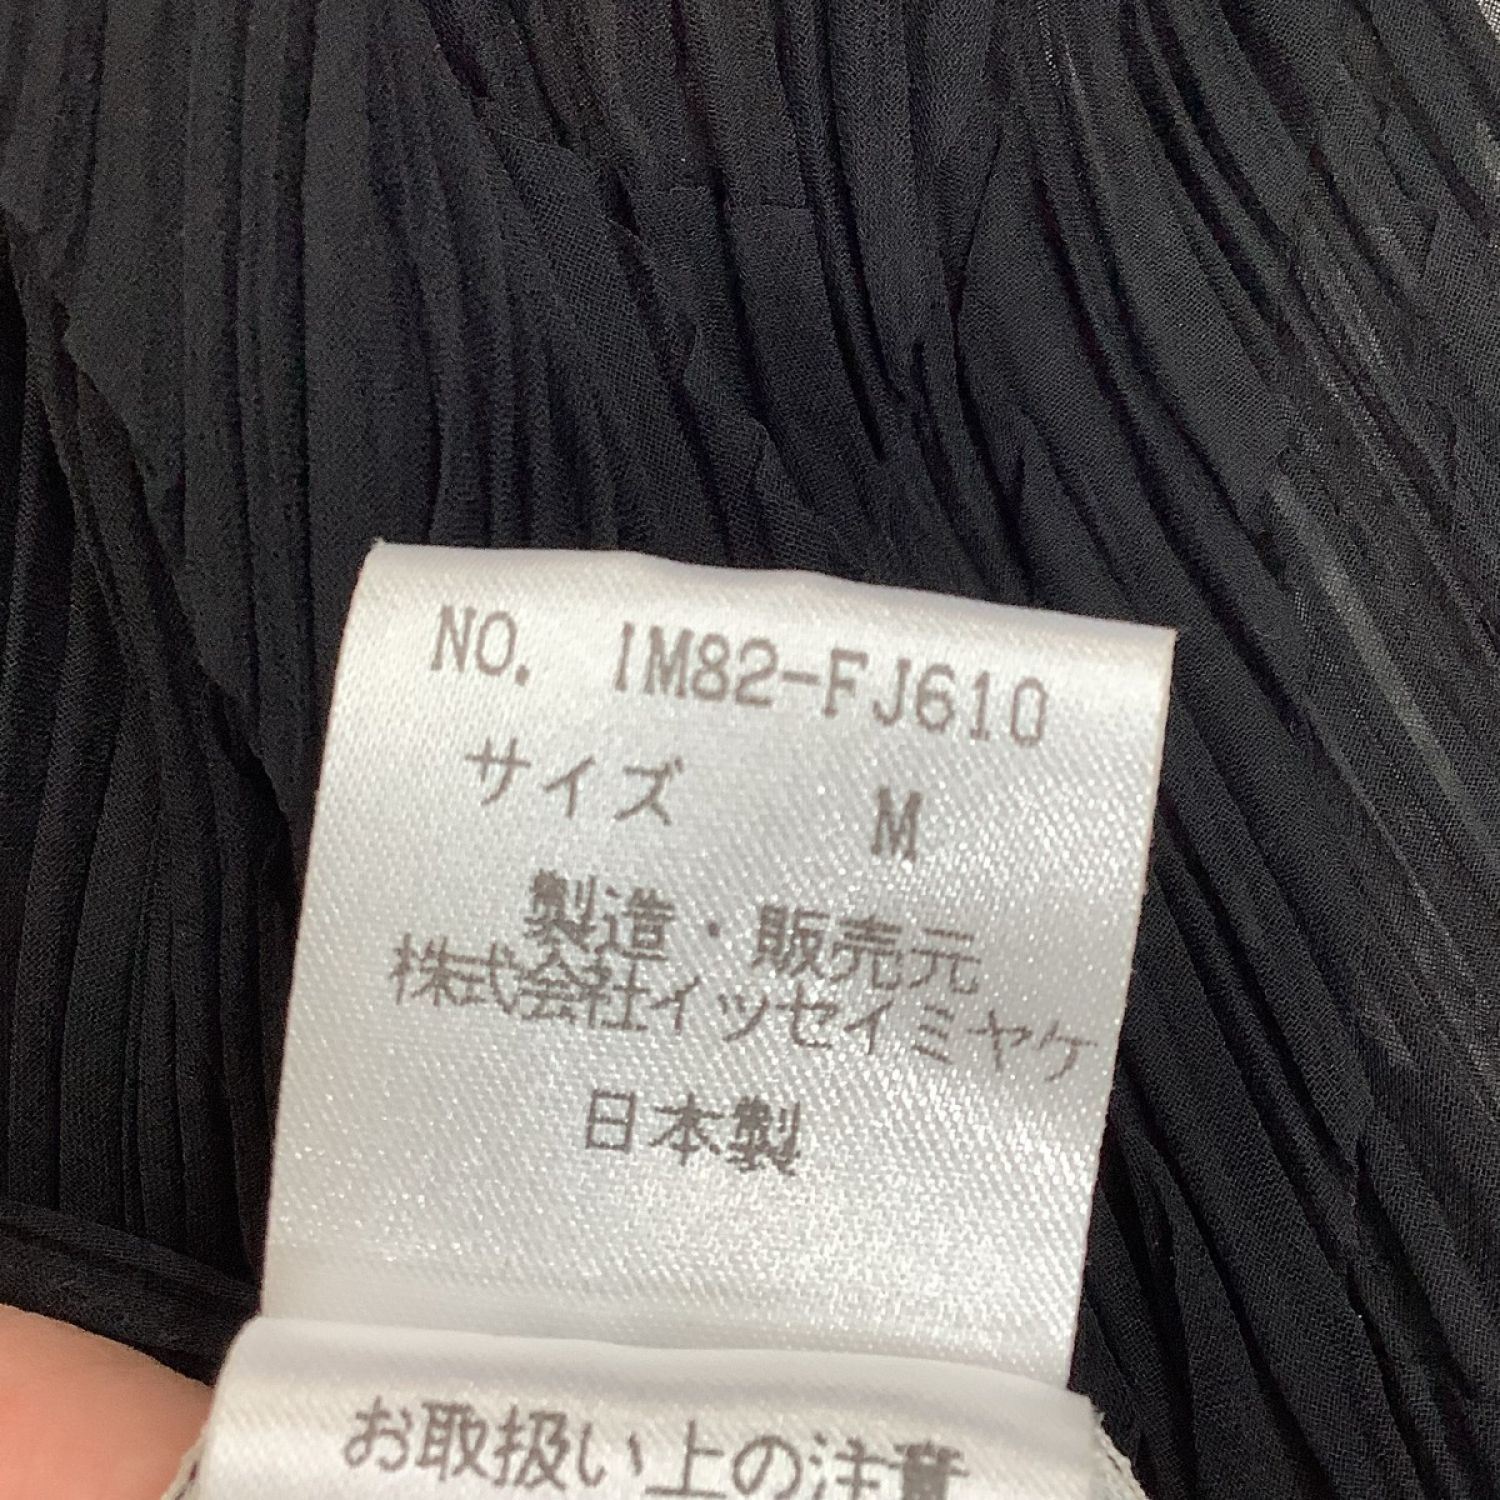 NO. IM82-FJ610
サイズ M
製造・販売元
株式会社イッセイミヤケ
日本製
お取扱い上の注意